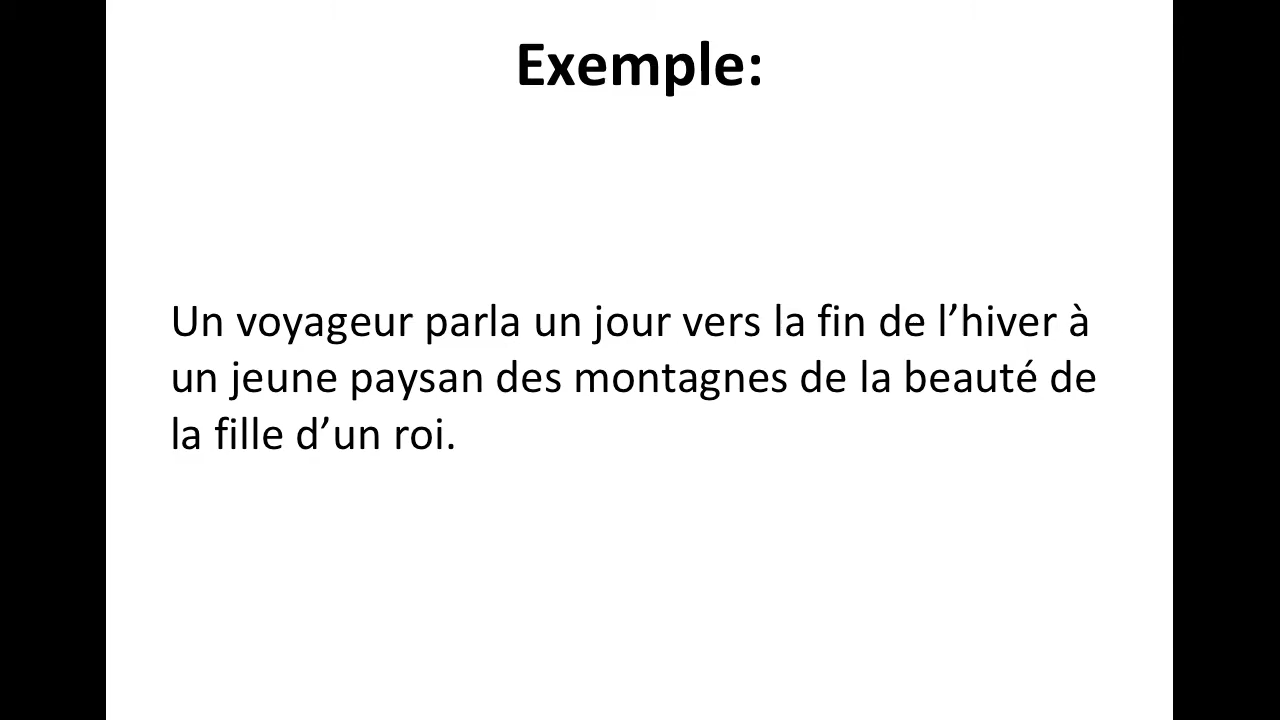 Exemple:
Un voyageur parla un jour vers la fin de l’hiver à
un jeune paysan des montagnes de la beauté de
la fille d’un roi.